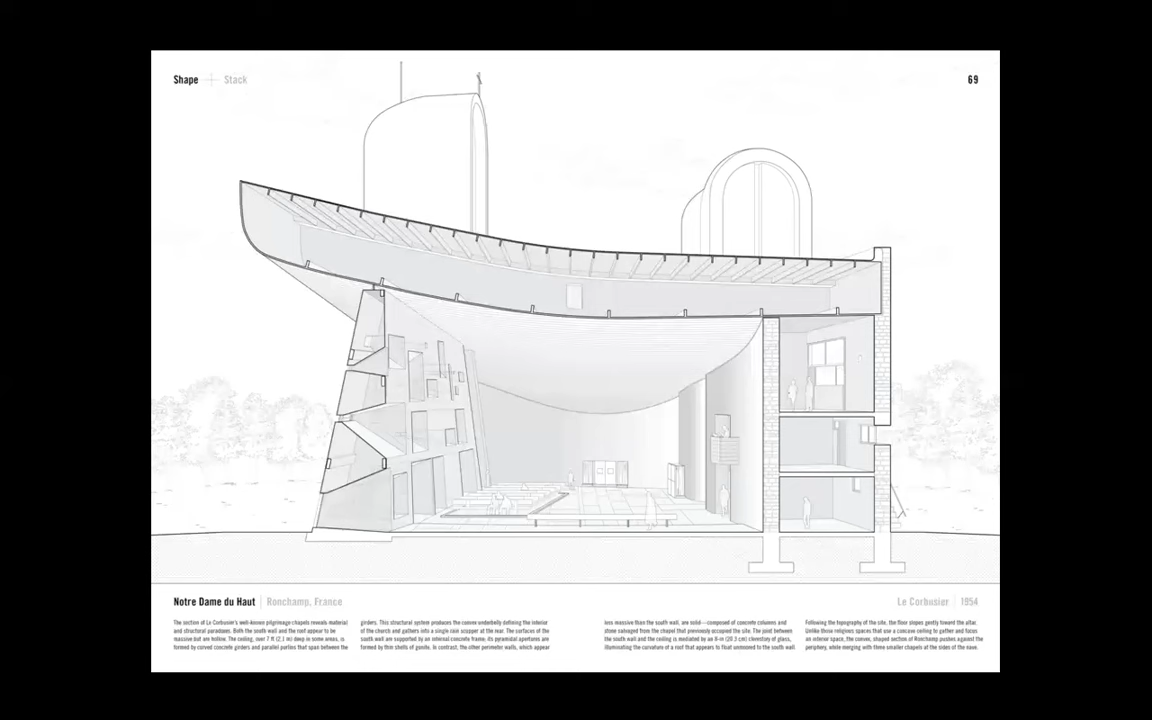 Shape + Stack
69
Notre Dame du Haut | Ronchamp, France
Le Corbusier | 1954
The section of Le Corbusier's well-known pilgrimage chapels reveals material
and structural paradoxes. Both the south wall and the roof appear to be
massive but are hollow. The ceiling, over 7 ft (2.1 m) deep in some areas, is
formed by curved concrete girders and parallel purlins that span between the
girders. This structural system produces the convex underbelly defining the interior
of the church and gathers into a single rain scupper at the rear. The surfaces of the
south wall are supported by an internal concrete frame; its pyramidal apertures are
formed by thin shells of gunite. In contrast, the other perimeter walls, which appear
less massive than the south wall, are solid—composed of concrete columns and
stone salvaged from the chapel that previously occupied the site. The joint between
the south wall and the ceiling is mediated by an 8-in (20.3 cm) clerestory of glass,
illuminating the curvature of a roof that appears to float unmoored to the south wall.
Following the topography of the site, the floor slopes gently toward the altar.
Unlike those religious spaces that use a concave ceiling to gather and focus
an interior space, the convex, shaped section of Ronchamp pushes against the
periphery, while merging with three smaller chapels at the sides of the nave.